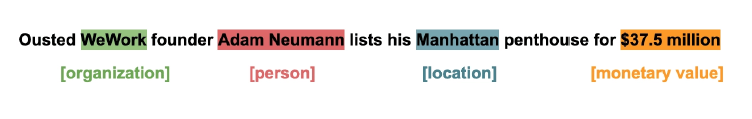 Ousted WeWork founder Adam Neumann lists his Manhattan penthouse for $37.5 million
[organization] [person] [location] [monetary value]